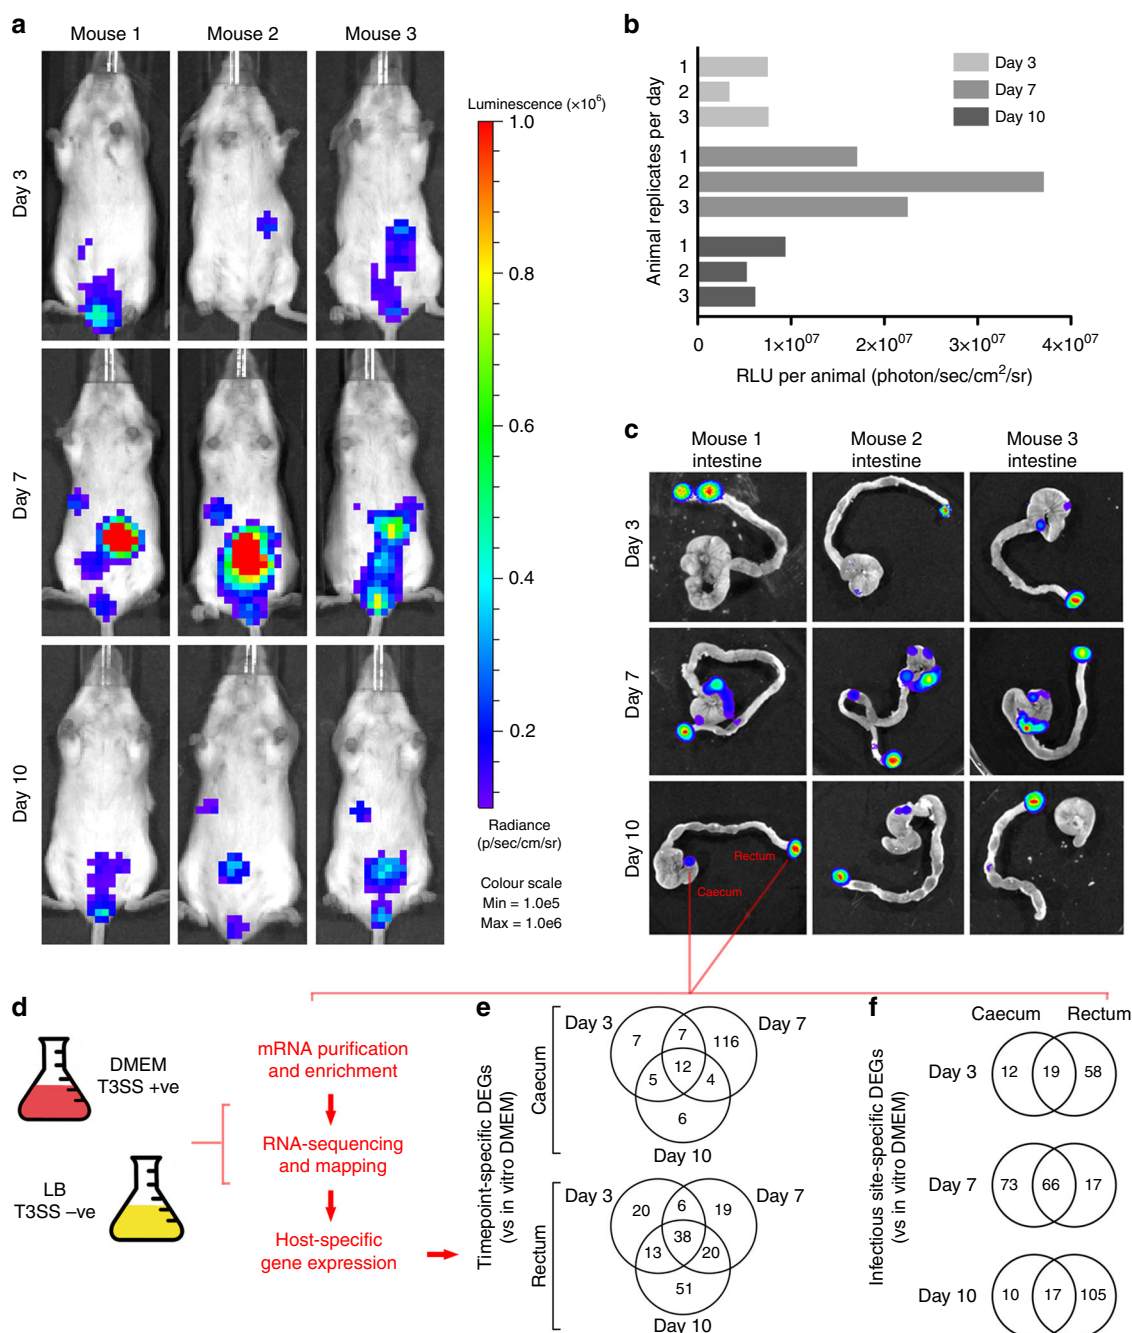 a
Mouse 1
Mouse 2
Mouse 3
Day 3
Day 7
Day 10
Luminescence (×10⁶)
1.0
0.8
0.6
0.4
0.2
Radiance
(p/sec/cm/sr)
Colour scale
Min = 1.0e5
Max = 1.0e6
b
Animal replicates per day
1
2
3
1
2
3
1
2
3
Day 3
Day 7
Day 10
0
1×10⁰⁷
2×10⁰⁷
3×10⁰⁷
4×10⁰⁷
RLU per animal (photon/sec/cm²/sr)
c
Mouse 1
intestine
Mouse 2
intestine
Mouse 3
intestine
Day 3
Day 7
Day 10
Rectum
Caecum
d
DMEM
T3SS +ve
LB
T3SS –ve
mRNA purification
and enrichment
RNA-sequencing
and mapping
Host-specific
gene expression
e
Timepoint-specific DEGs
(vs in vitro DMEM)
Caecum
Day 3
Day 7
7
7
116
12
5
4
6
Day 10
Rectum
Day 3
Day 7
20
6
19
38
13
20
51
Day 10
f
Infectious site-specific DEGs
(vs in vitro DMEM)
Caecum
Rectum
Day 3
12
19
58
Day 7
73
66
17
Day 10
10
17
105